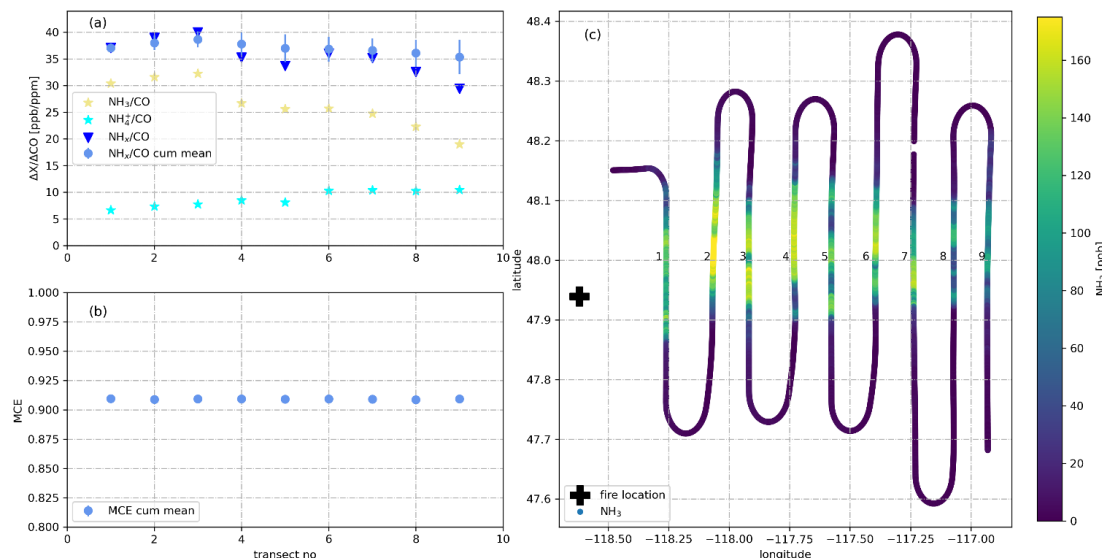 (a)
40
35
30
25
20
15
10
5
0
ΔX/ΔCO [ppb/ppm]
NH₃/CO
NH₄⁺/CO
NHₓ/CO
NHₓ/CO cum mean
0 2 4 6 8 10
(b)
1.000
0.975
0.950
0.925
0.900
0.875
0.850
0.825
0.800
MCE
MCE cum mean
0 2 4 6 8 10
transect no
(c)
48.4
48.3
48.2
48.1
48.0
47.9
47.8
47.7
47.6
latitude
1 2 3 4 5 6 7 8 9
fire location
NH₃
−118.50 −118.25 −118.00 −117.75 −117.50 −117.25 −117.00
longitude
160
140
120
100
80
60
40
20
0
NH₃ [ppb]